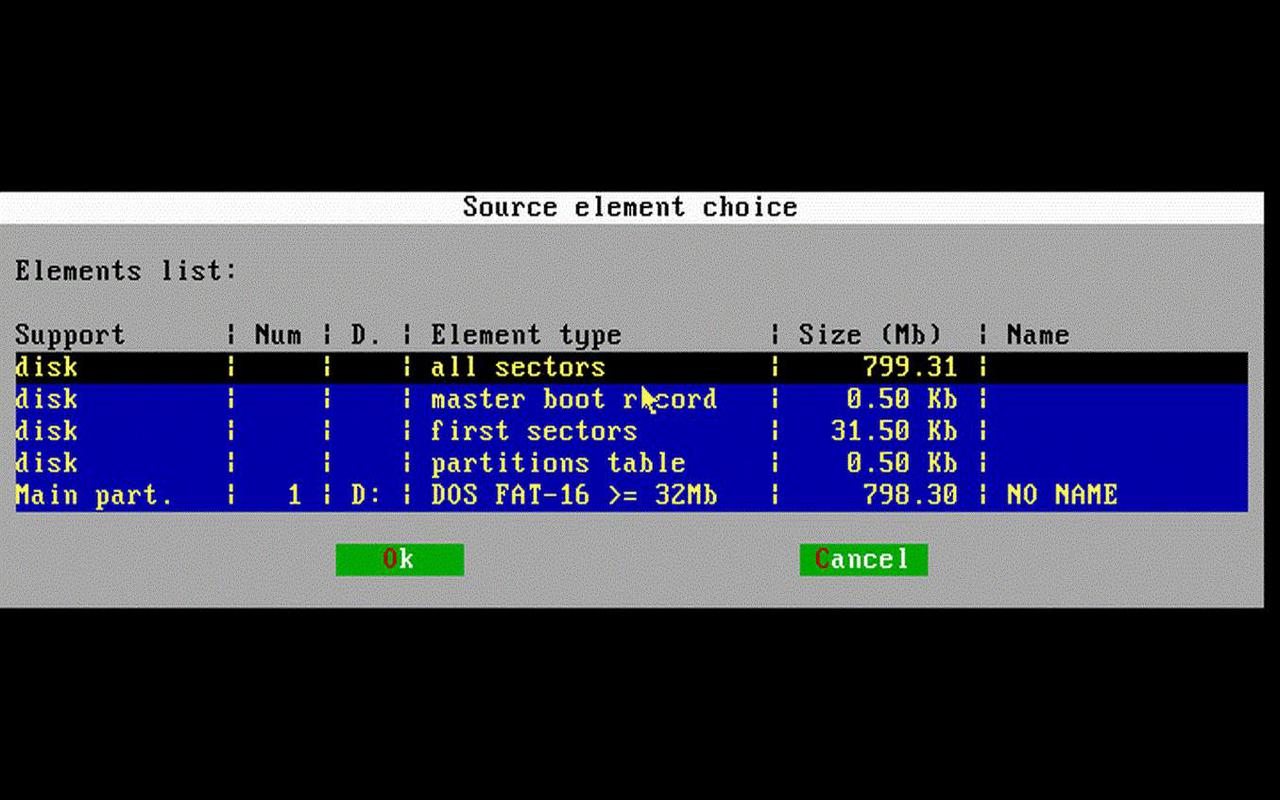 Source element choice
Elements list:
Support ¦ Num ¦ D. ¦ Element type ¦ Size (Mb) ¦ Name
disk ¦ ¦ ¦ all sectors ¦ 799.31 ¦
disk ¦ ¦ ¦ master boot record ¦ 0.50 Kb ¦
disk ¦ ¦ ¦ first sectors ¦ 31.50 Kb ¦
disk ¦ ¦ ¦ partitions table ¦ 0.50 Kb ¦
Main part. ¦ 1 ¦ D: ¦ DOS FAT-16 >= 32Mb ¦ 798.30 ¦ NO NAME
Ok Cancel